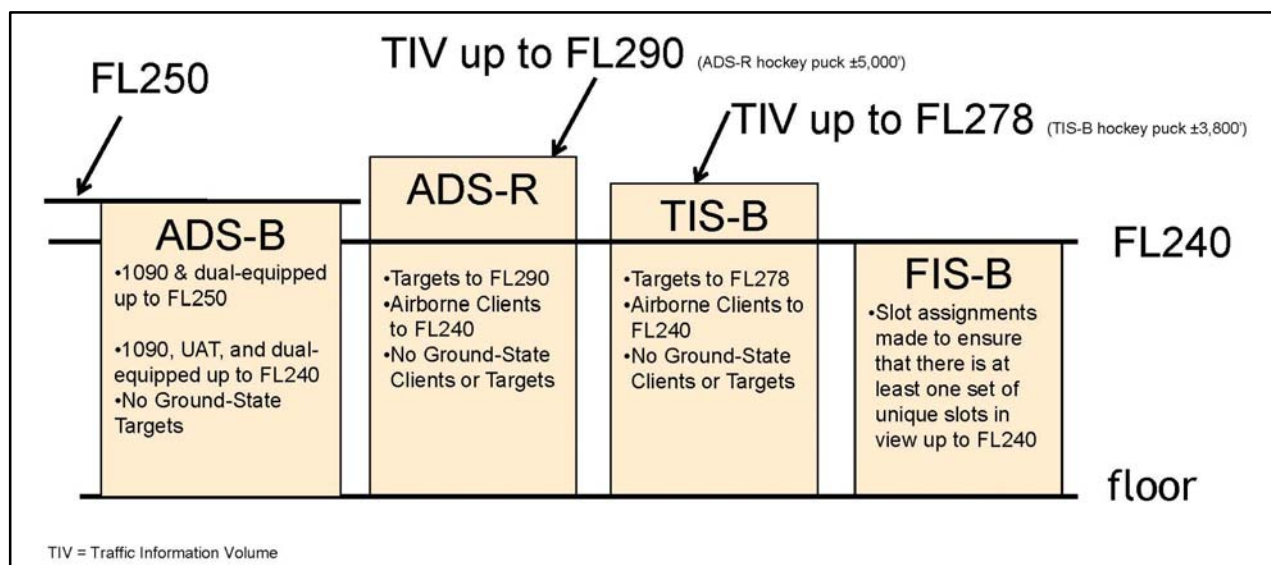 FL250
TIV up to FL290 (ADS-R hockey puck ±5,000')
TIV up to FL278 (TIS-B hockey puck ±3,800')
ADS-B
•1090 & dual-equipped
up to FL250
•1090, UAT, and dual-
equipped up to FL240
•No Ground-State
Targets
ADS-R
•Targets to FL290
•Airborne Clients
to FL240
•No Ground-State
Clients or Targets
TIS-B
•Targets to FL278
•Airborne Clients to
FL240
•No Ground-State
Clients or Targets
FIS-B
•Slot assignments
made to ensure
that there is at
least one set of
unique slots in
view up to FL240
FL240
floor
TIV = Traffic Information Volume